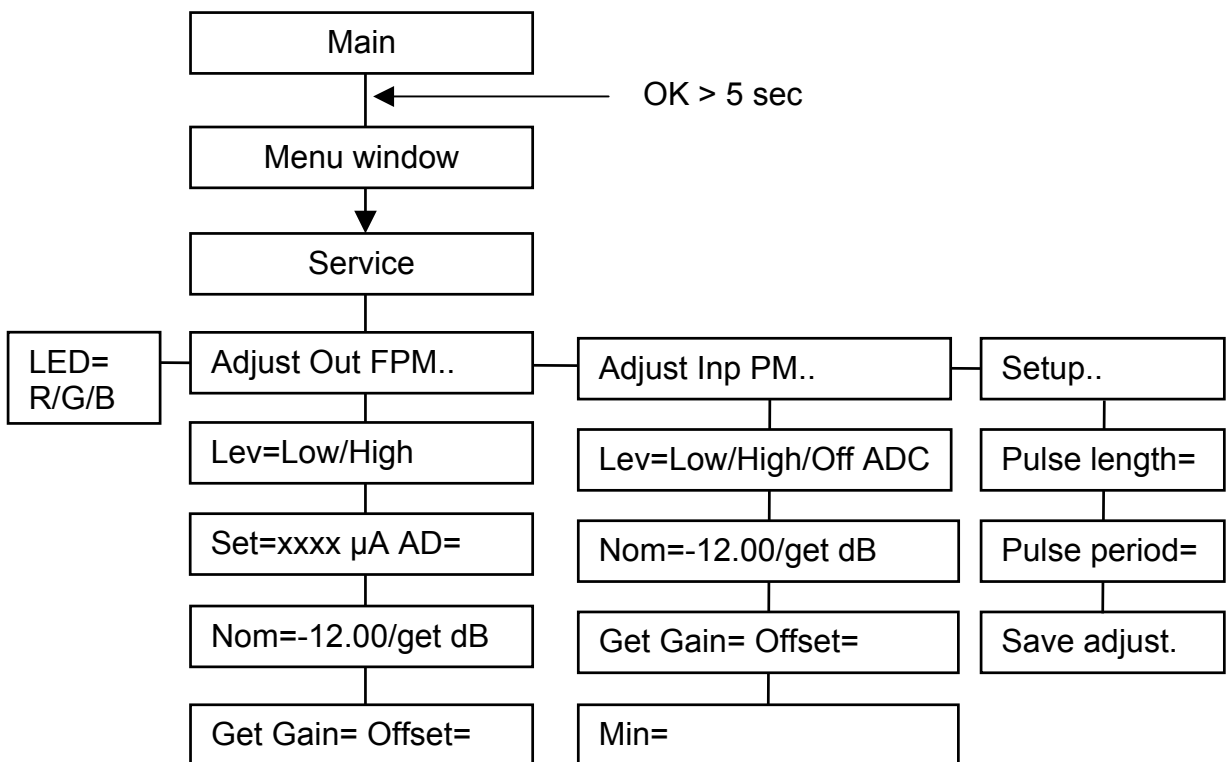 Main
OK > 5 sec
Menu window
Service
LED=
R/G/B
Adjust Out FPM..
Adjust Inp PM..
Setup..
Lev=Low/High
Lev=Low/High/Off ADC
Pulse length=
Set=xxxx µA AD=
Nom=-12.00/get dB
Pulse period=
Nom=-12.00/get dB
Get Gain= Offset=
Save adjust.
Get Gain= Offset=
Min=